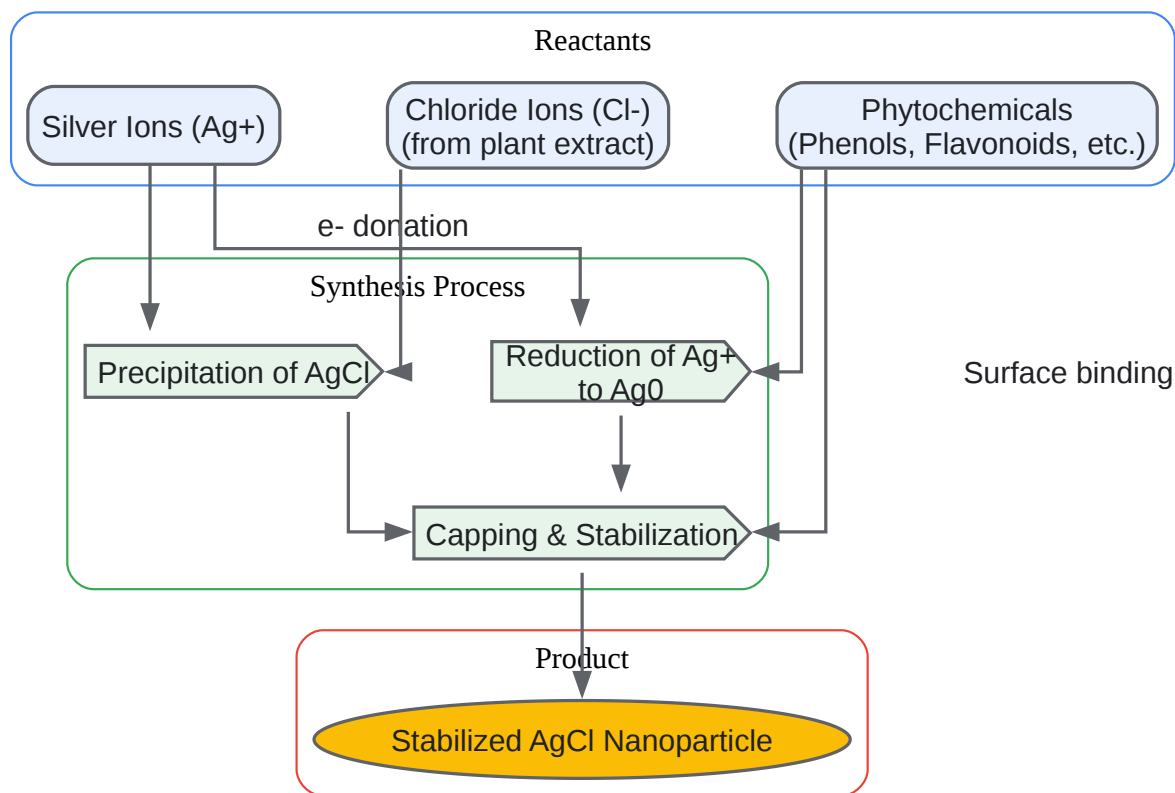 Reactants
Silver Ions (Ag+)
Chloride Ions (Cl-)
(from plant extract)
Phytochemicals
(Phenols, Flavonoids, etc.)
e- donation
Synthesis Process
Precipitation of AgCl
Reduction of Ag+
to Ag0
Surface binding
Capping & Stabilization
Product
Stabilized AgCl Nanoparticle